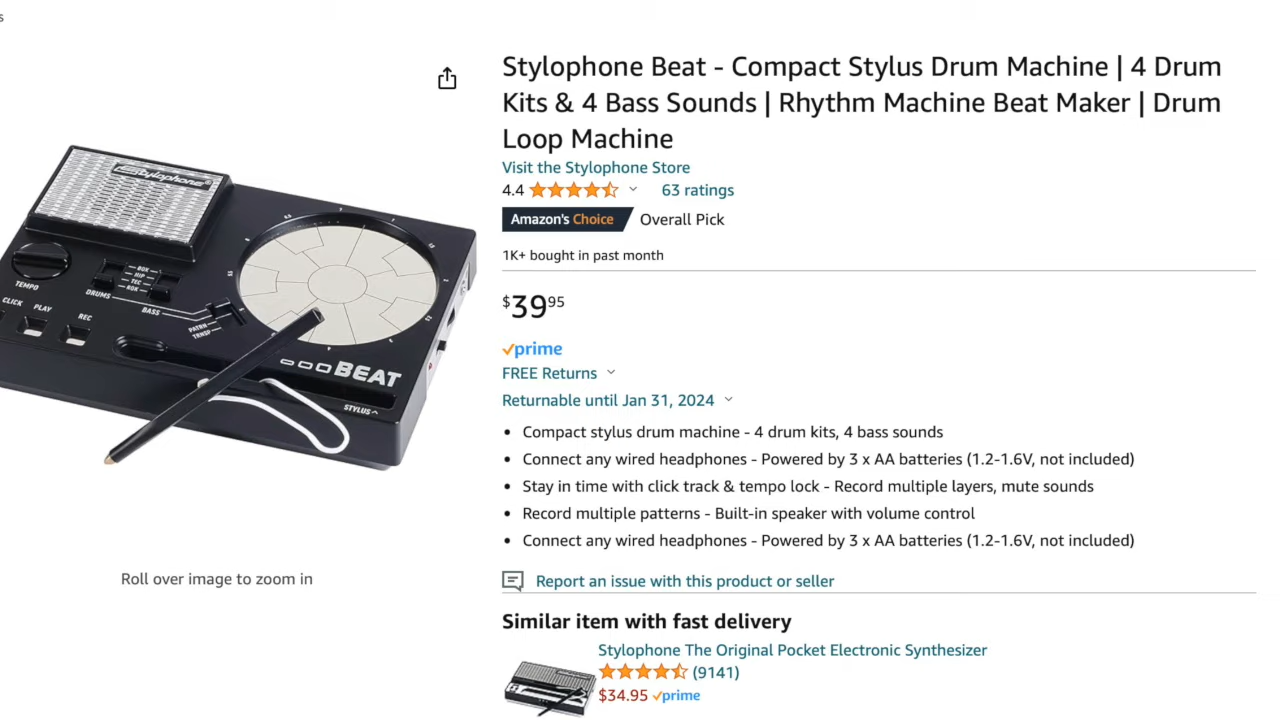 s
Stylophone Beat - Compact Stylus Drum Machine | 4 Drum
Kits & 4 Bass Sounds | Rhythm Machine Beat Maker | Drum
Loop Machine
Visit the Stylophone Store
4.4
63 ratings
Amazon's Choice
Overall Pick
1K+ bought in past month
$3995
prime
FREE Returns
Returnable until Jan 31, 2024
• Compact stylus drum machine - 4 drum kits, 4 bass sounds
• Connect any wired headphones - Powered by 3 x AA batteries (1.2-1.6V, not included)
• Stay in time with click track & tempo lock - Record multiple layers, mute sounds
• Record multiple patterns - Built-in speaker with volume control
• Connect any wired headphones - Powered by 3 x AA batteries (1.2-1.6V, not included)
Report an issue with this product or seller
Similar item with fast delivery
Stylophone The Original Pocket Electronic Synthesizer
(9141)
$34.95 prime
Stylophone
TEMPO
CLICK
PLAY
REC
DRUMS
BOX
HIP
TEC
ROK
BASS
PATRN
TRNSP
BEAT
STYLUS
Roll over image to zoom in